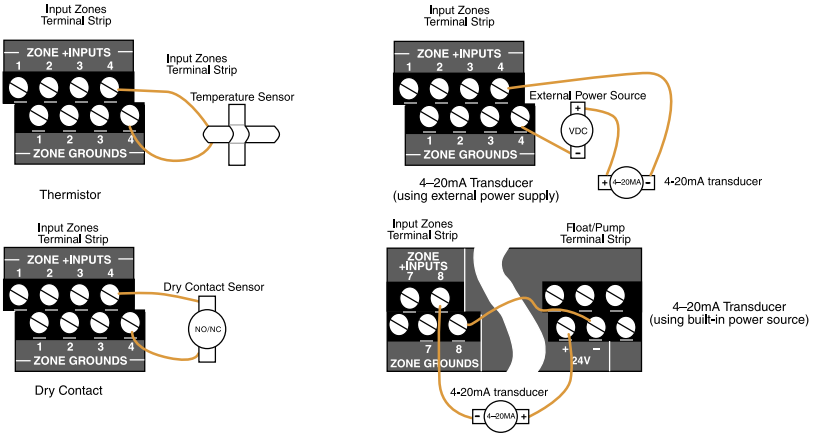 Input Zones
Terminal Strip
ZONE +INPUTS
1 2 3 4
1 2 3 4
ZONE GROUNDS
Input Zones
Terminal Strip
Temperature Sensor
Thermistor
Input Zones
Terminal Strip
ZONE +INPUTS
1 2 3 4
1 2 3 4
ZONE GROUNDS
External Power Source
+
VDC
–
+ 4–20MA –
4-20mA transducer
4–20mA Transducer
(using external power supply)
Input Zones
Terminal Strip
ZONE +INPUTS
1 2 3 4
1 2 3 4
ZONE GROUNDS
Dry Contact Sensor
NO/NC
Dry Contact
Input Zones
Terminal Strip
ZONE
+INPUTS
7 8
7 8
ZONE GROUNDS
Float/Pump
Terminal Strip
+ –
24V
4–20mA Transducer
(using built-in power source)
4-20mA transducer
– 4–20MA +